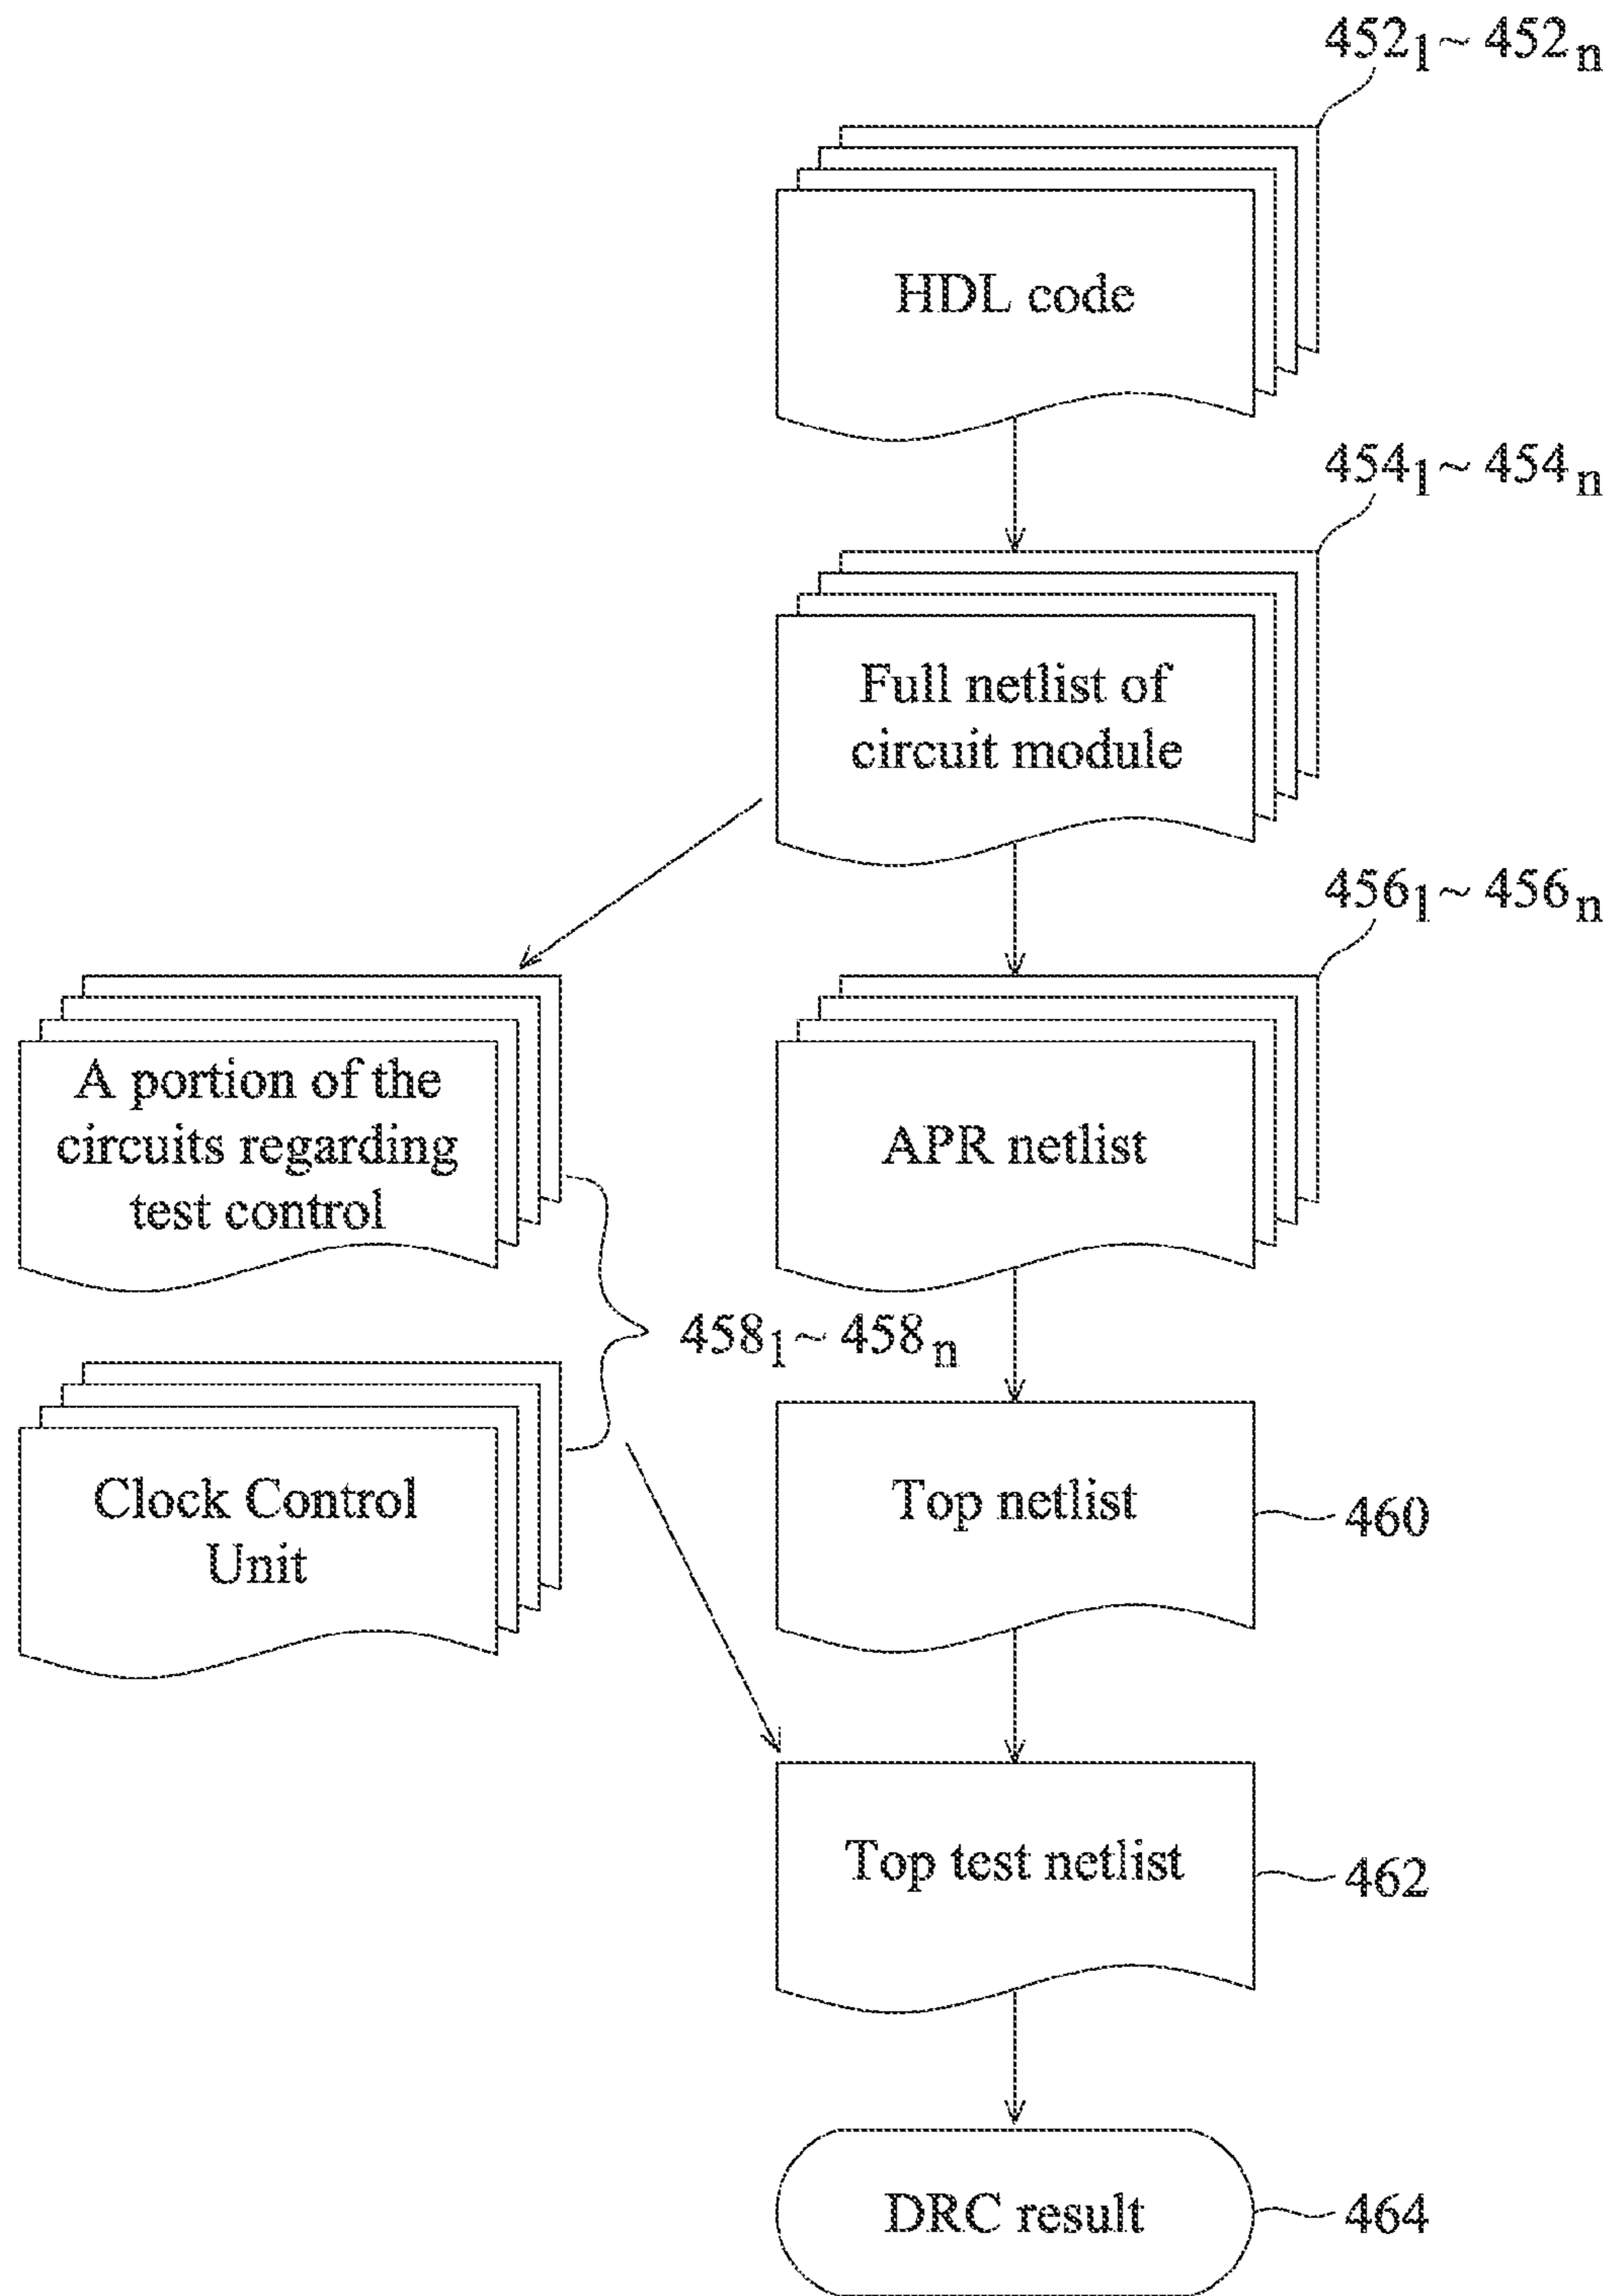 452₁ ~ 452ₙ
HDL code
454₁ ~ 454ₙ
Full netlist of
circuit module
456₁ ~ 456ₙ
A portion of the
circuits regarding
test control
APR netlist
458₁ ~ 458ₙ
Clock Control
Unit
Top netlist
460
Top test netlist
462
DRC result
464